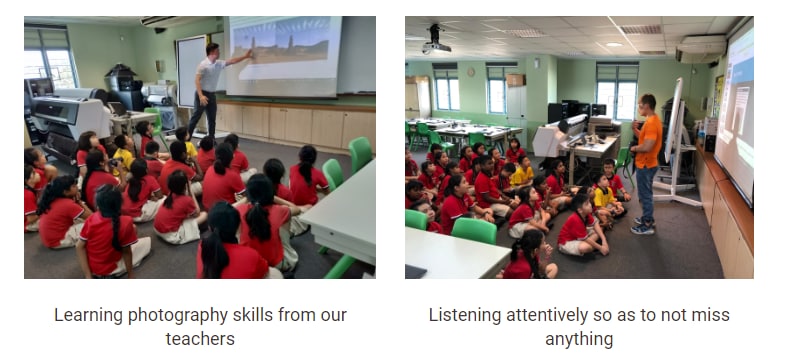 Learning photography skills from our
teachers
Listening attentively so as to not miss
anything